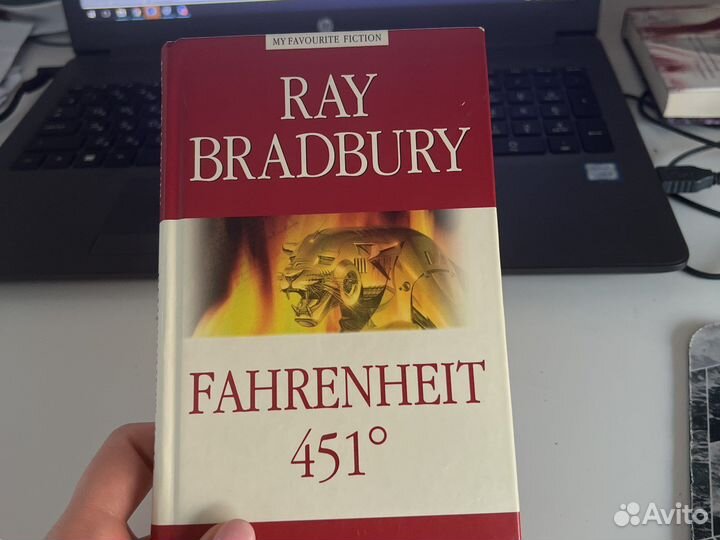 MY FAVOURITE FICTION
RAY
BRADBURY
FAHRENHEIT
451°
Avito